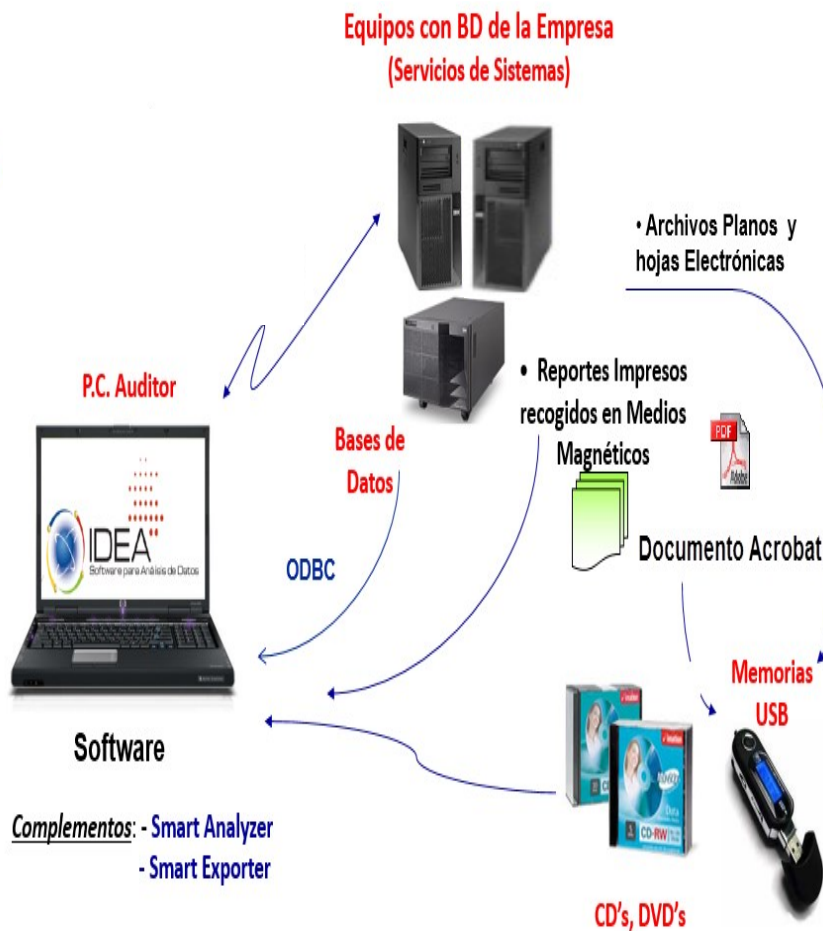 Equipos con BD de la Empresa
(Servicios de Sistemas)
• Archivos Planos y
hojas Electrónicas
P.C. Auditor
• Reportes Impresos
recogidos en Medios
Magnéticos
Bases de
Datos
PDF
Adobe
IDEA
Software para Análisis de Datos
ODBC
Documento Acrobat
Memorias
USB
Software
imation
CD-RW
Complementos: - Smart Analyzer
- Smart Exporter
CD's, DVD's